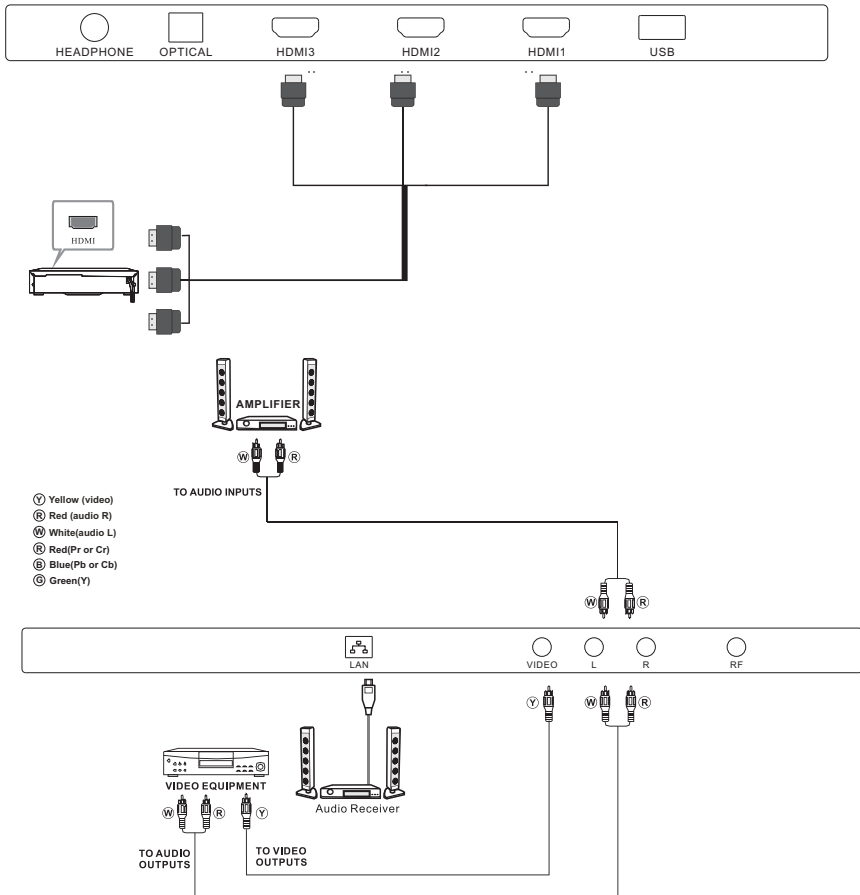 HEADPHONE OPTICAL HDMI3 HDMI2 HDMI1 USB
HDMI
AMPLIFIER
W R
TO AUDIO INPUTS
Y Yellow (video)
R Red (audio R)
W White(audio L)
R Red(Pr or Cr)
B Blue(Pb or Cb)
G Green(Y)
W R
LAN VIDEO L R RF
Y W R
VIDEO EQUIPMENT
Audio Receiver
W R Y
TO AUDIO
OUTPUTS
TO VIDEO
OUTPUTS